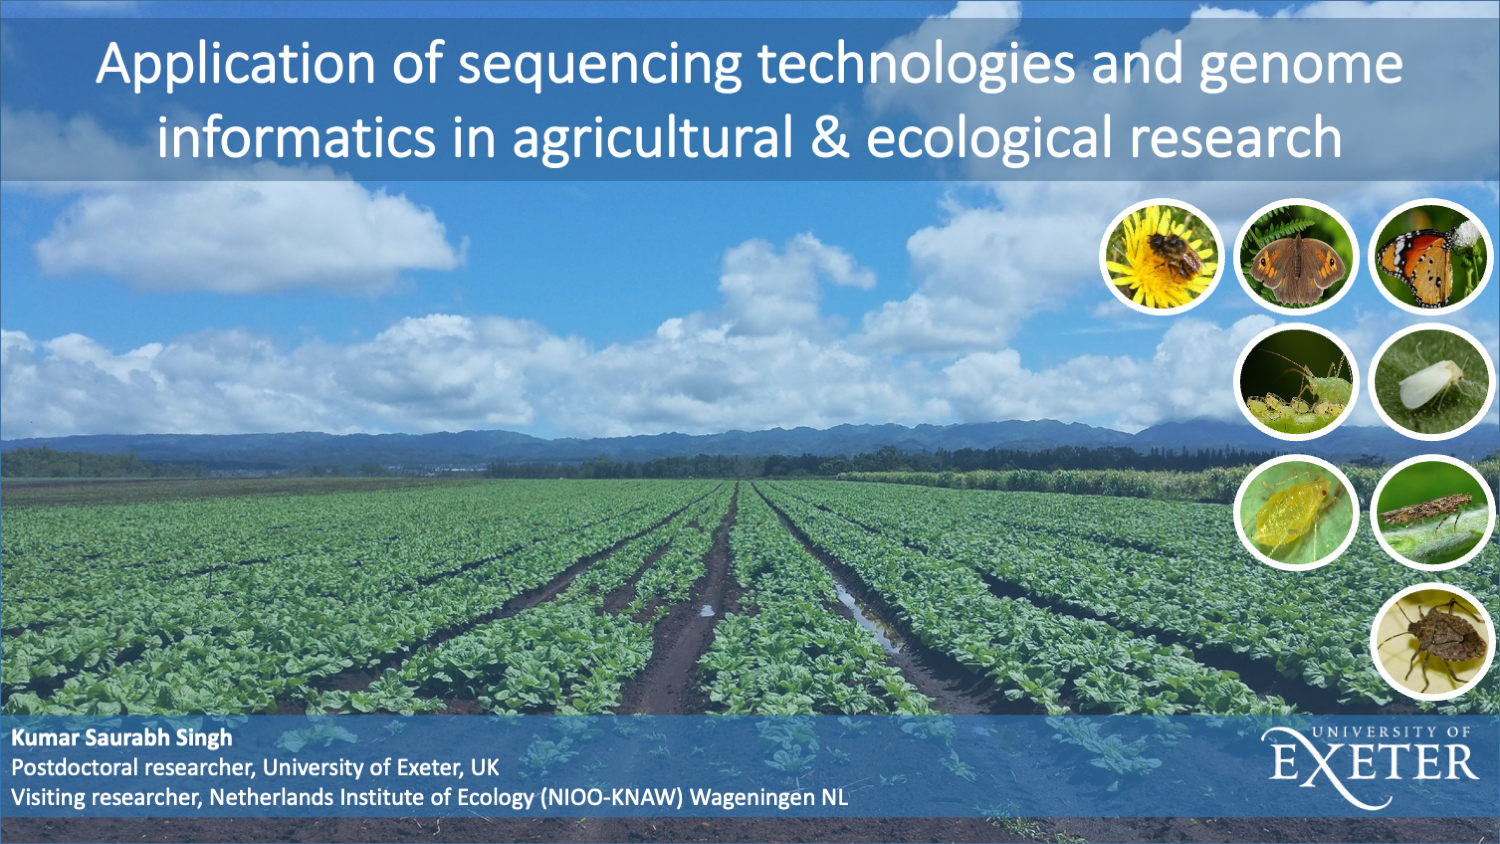 Application of sequencing technologies and genome
informatics in agricultural & ecological research
Kumar Saurabh Singh
Postdoctoral researcher, University of Exeter, UK
Visiting researcher, Netherlands Institute of Ecology (NIOO-KNAW) Wageningen NL
UNIVERSITY OF
EXETER